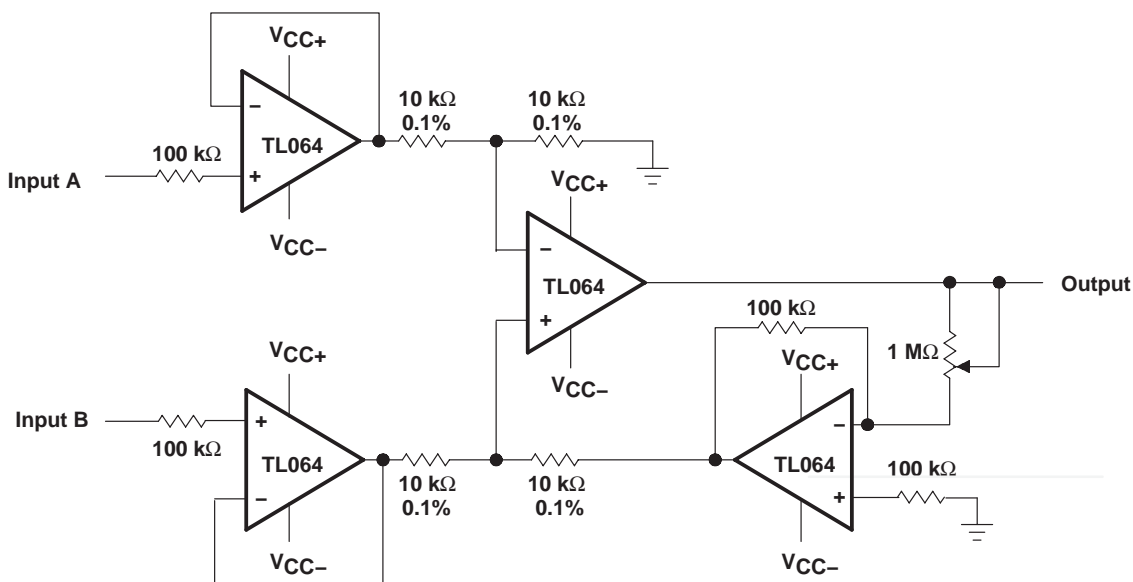 VCC+
10 kΩ
0.1%
10 kΩ
0.1%
−
TL064
100 kΩ
+
Input A
VCC−
VCC+
−
TL064
+
VCC−
Output
100 kΩ
1 MΩ
VCC+
VCC+
Input B
100 kΩ
+
TL064
−
VCC−
10 kΩ
0.1%
10 kΩ
0.1%
−
TL064
+
100 kΩ
VCC−